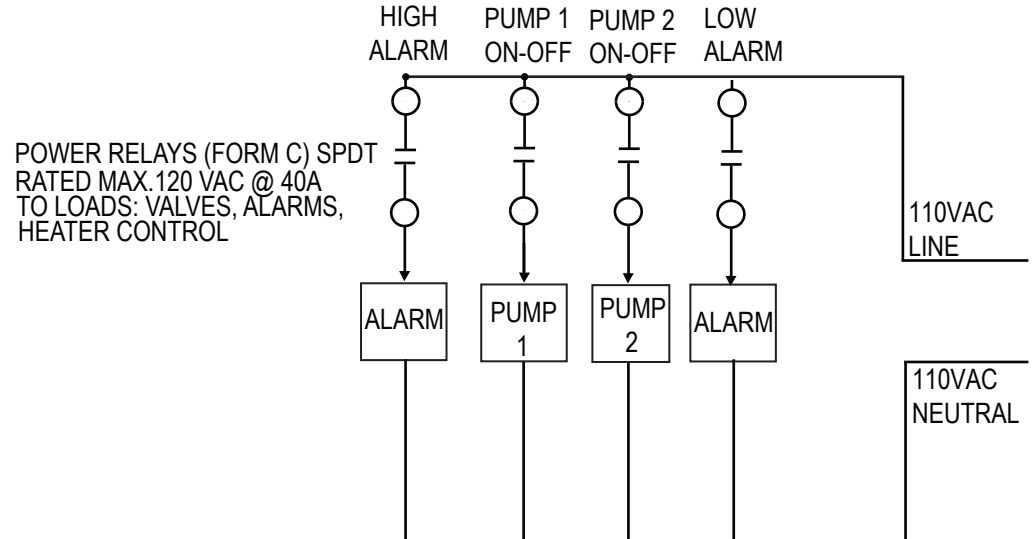 HIGH
ALARM
PUMP 1
ON-OFF
PUMP 2
ON-OFF
LOW
ALARM
POWER RELAYS (FORM C) SPDT
RATED MAX.120 VAC @ 40A
TO LOADS: VALVES, ALARMS,
HEATER CONTROL
110VAC
LINE
ALARM
PUMP
1
PUMP
2
ALARM
110VAC
NEUTRAL